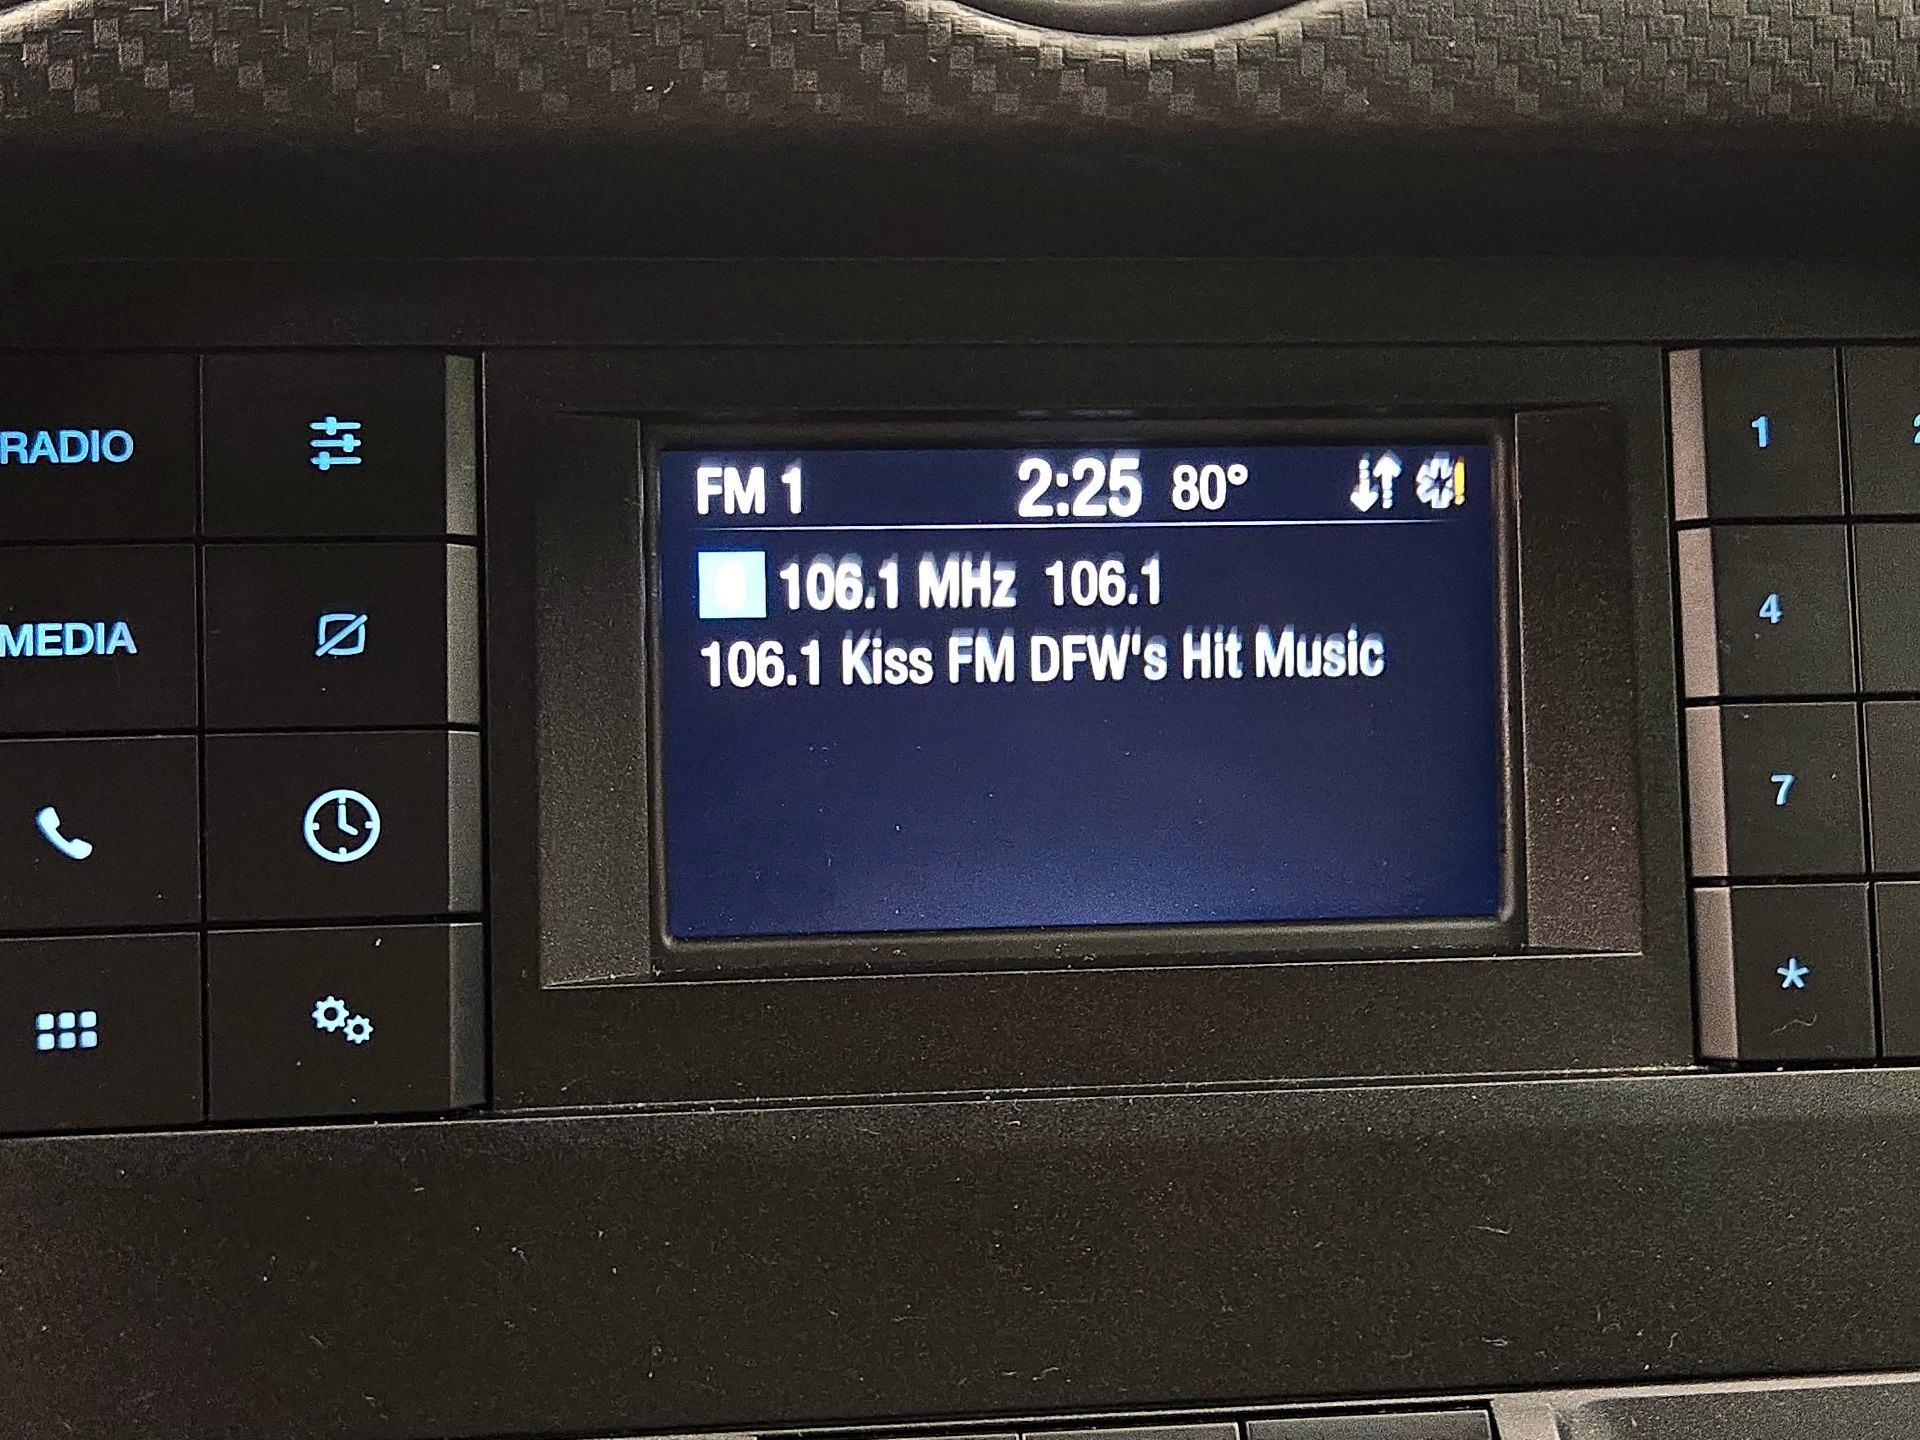 RADIO
MEDIA
FM 1 2:25 80°
106.1 MHz 106.1
106.1 Kiss FM DFW's Hit Music
1
4
7
*